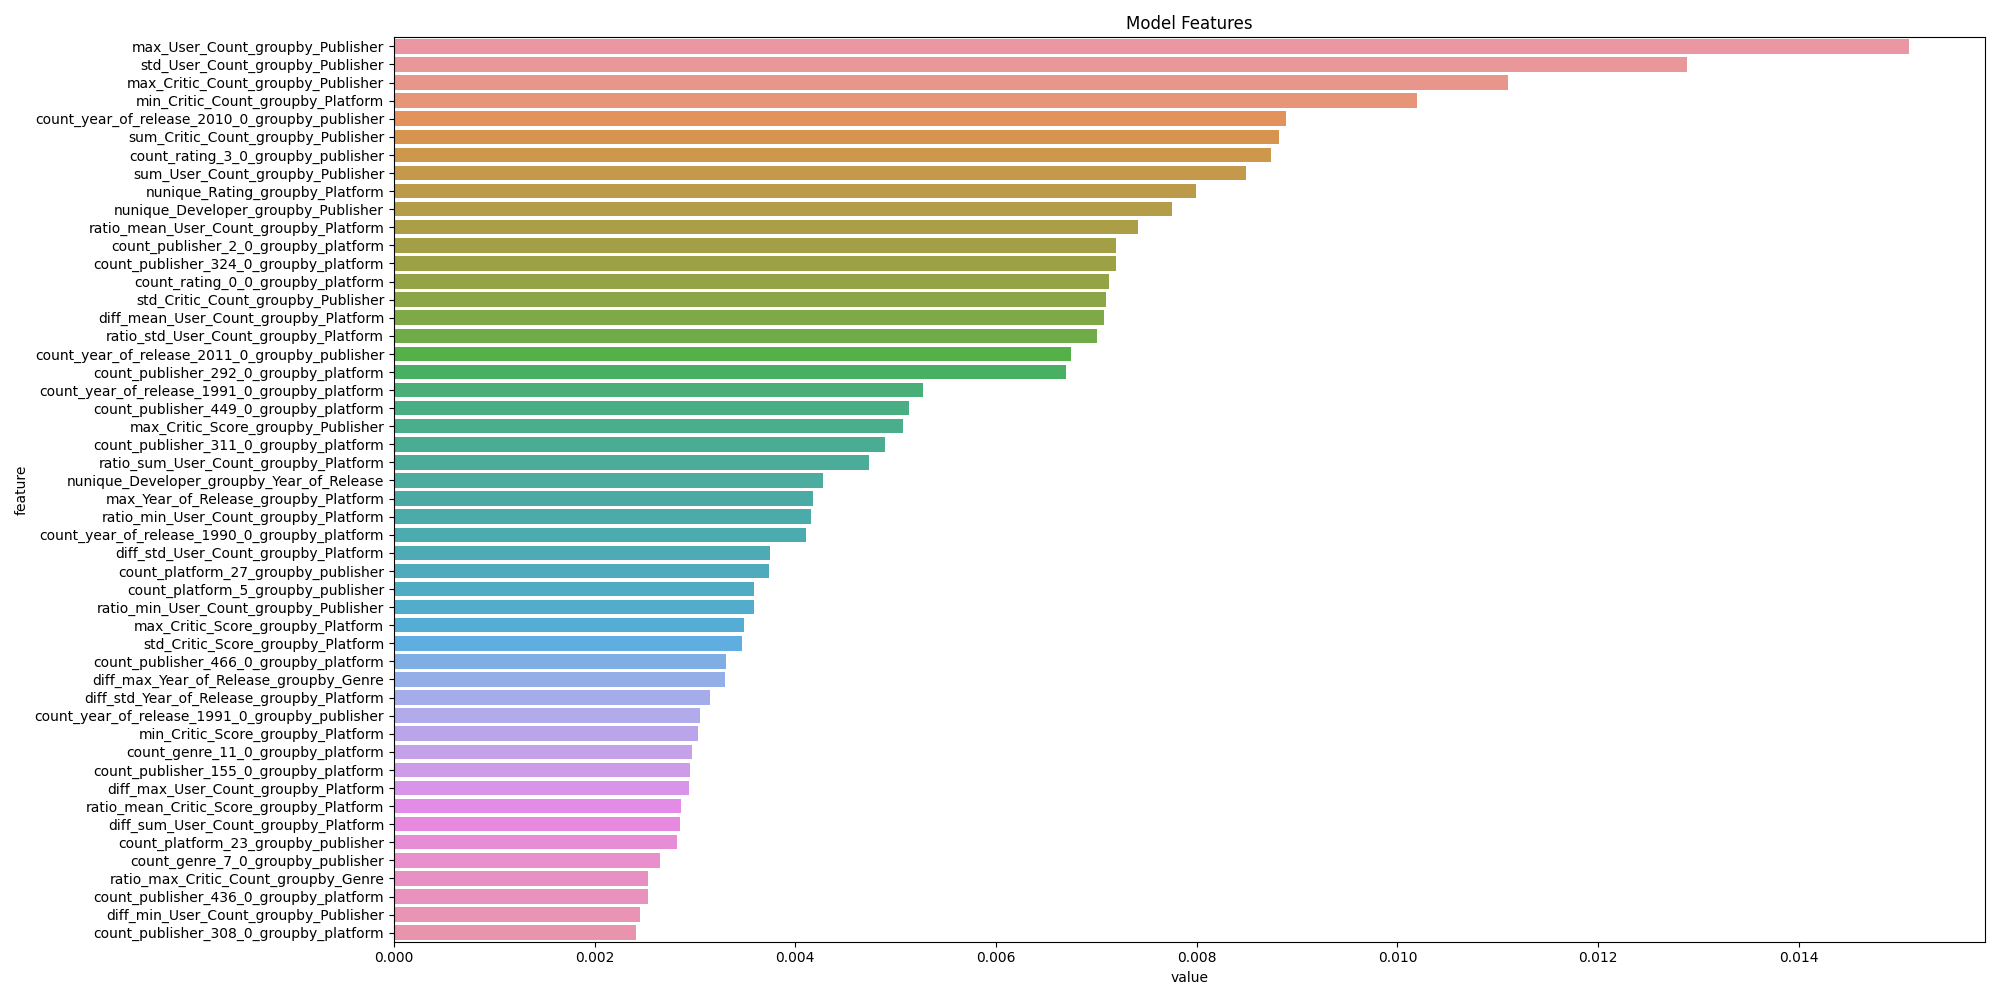 Model Features
max_User_Count_groupby_Publisher
std_User_Count_groupby_Publisher
max_Critic_Count_groupby_Publisher
min_Critic_Count_groupby_Platform
count_year_of_release_2010_0_groupby_publisher
sum_Critic_Count_groupby_Publisher
count_rating_3_0_groupby_publisher
sum_User_Count_groupby_Publisher
nunique_Rating_groupby_Platform
nunique_Developer_groupby_Publisher
ratio_mean_User_Count_groupby_Platform
count_publisher_2_0_groupby_platform
count_publisher_324_0_groupby_platform
count_rating_0_0_groupby_platform
std_Critic_Count_groupby_Publisher
diff_mean_User_Count_groupby_Platform
ratio_std_User_Count_groupby_Platform
count_year_of_release_2011_0_groupby_publisher
count_publisher_292_0_groupby_platform
count_year_of_release_1991_0_groupby_platform
count_publisher_449_0_groupby_platform
max_Critic_Score_groupby_Publisher
count_publisher_311_0_groupby_platform
ratio_sum_User_Count_groupby_Platform
nunique_Developer_groupby_Year_of_Release
max_Year_of_Release_groupby_Platform
ratio_min_User_Count_groupby_Platform
count_year_of_release_1990_0_groupby_platform
diff_std_User_Count_groupby_Platform
count_platform_27_groupby_publisher
count_platform_5_groupby_publisher
ratio_min_User_Count_groupby_Publisher
max_Critic_Score_groupby_Platform
std_Critic_Score_groupby_Platform
count_publisher_466_0_groupby_platform
diff_max_Year_of_Release_groupby_Genre
diff_std_Year_of_Release_groupby_Platform
count_year_of_release_1991_0_groupby_publisher
min_Critic_Score_groupby_Platform
count_genre_11_0_groupby_platform
count_publisher_155_0_groupby_platform
diff_max_User_Count_groupby_Platform
ratio_mean_Critic_Score_groupby_Platform
diff_sum_User_Count_groupby_Platform
count_platform_23_groupby_publisher
count_genre_7_0_groupby_publisher
ratio_max_Critic_Count_groupby_Genre
count_publisher_436_0_groupby_platform
diff_min_User_Count_groupby_Publisher
count_publisher_308_0_groupby_platform
feature
0.000 0.002 0.004 0.006 0.008 0.010 0.012 0.014
value